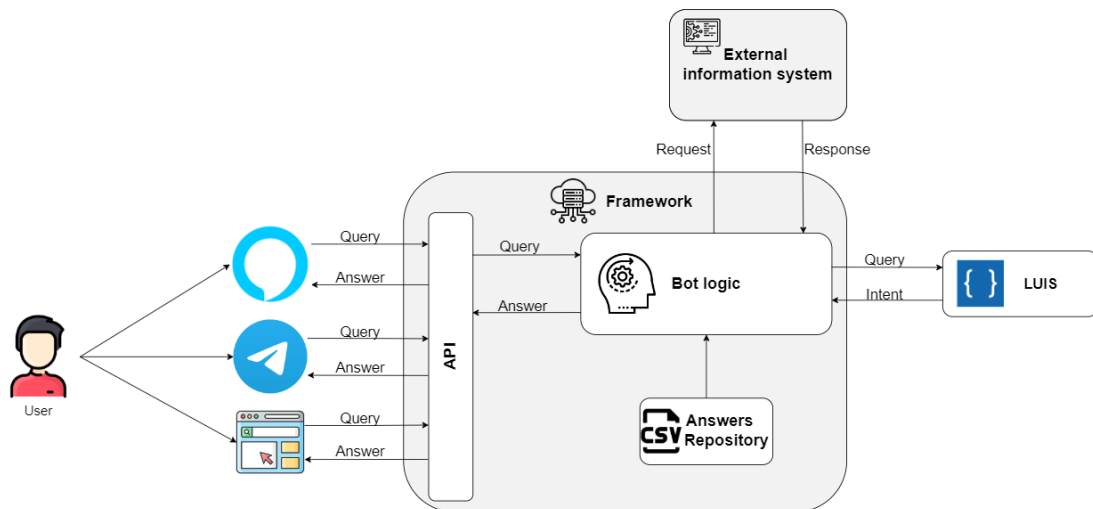 External
information system
Request
Response
Framework
Query
Answer
Query
Answer
Query
Answer
API
Query
Answer
Bot logic
Query
Intent
{ }
LUIS
User
CSV
Answers
Repository